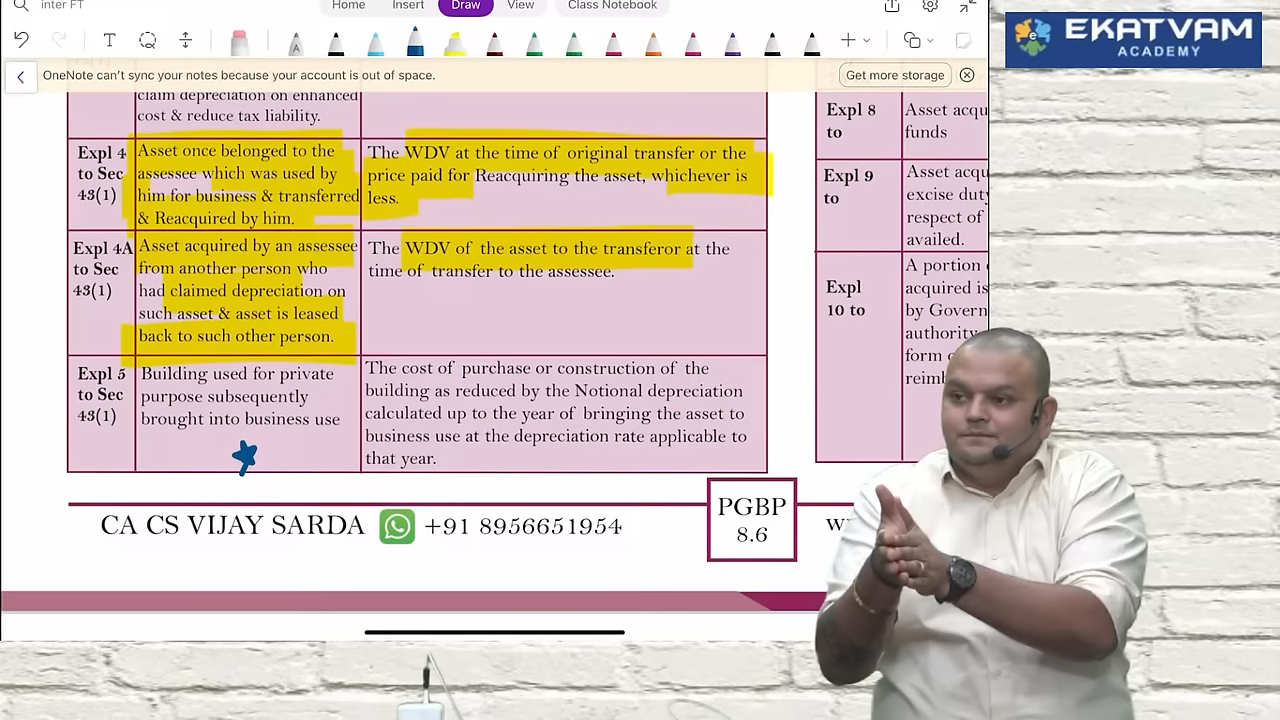 inter FT
Home Insert Draw View Class Notebook
EKATVAM
ACADEMY
OneNote can't sync your notes because your account is out of space.
Get more storage
claim depreciation on enhanced
cost & reduce tax liability.
Expl 4
to Sec
43(1)
Asset once belonged to the
assessee which was used by
him for business & transferred
& Reacquired by him.
The WDV at the time of original transfer or the
price paid for Reacquiring the asset, whichever is
less.
Expl 4A
to Sec
43(1)
Asset acquired by an assessee
from another person who
had claimed depreciation on
such asset & asset is leased
back to such other person.
The WDV of the asset to the transferor at the
time of transfer to the assessee.
Expl 5
to Sec
43(1)
Building used for private
purpose subsequently
brought into business use
The cost of purchase or construction of the
building as reduced by the Notional depreciation
calculated up to the year of bringing the asset to
business use at the depreciation rate applicable to
that year.
Expl 8
to
Asset acqu
funds
Expl 9
to
Asset acqu
excise duty
respect of
availed.
Expl
10 to
A portion
acquired is
by Govern
authority
form
reimb
CA CS VIJAY SARDA +91 8956651954
PGBP
8.6